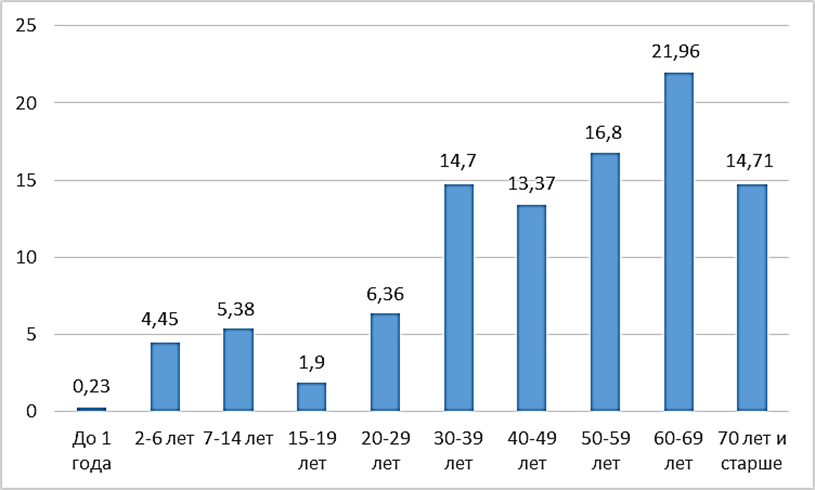 25
20
15
10
5
0
0,23
4,45
5,38
1,9
6,36
14,7
13,37
16,8
21,96
14,71
До 1
года
2-6 лет
7-14 лет
15-19
лет
20-29
лет
30-39
лет
40-49
лет
50-59
лет
60-69
лет
70 лет и
старше